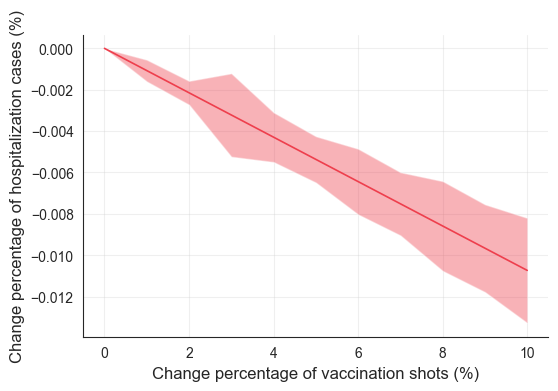 Change percentage of hospitalization cases (%)
0.000
−0.002
−0.004
−0.006
−0.008
−0.010
−0.012
0 2 4 6 8 10
Change percentage of vaccination shots (%)